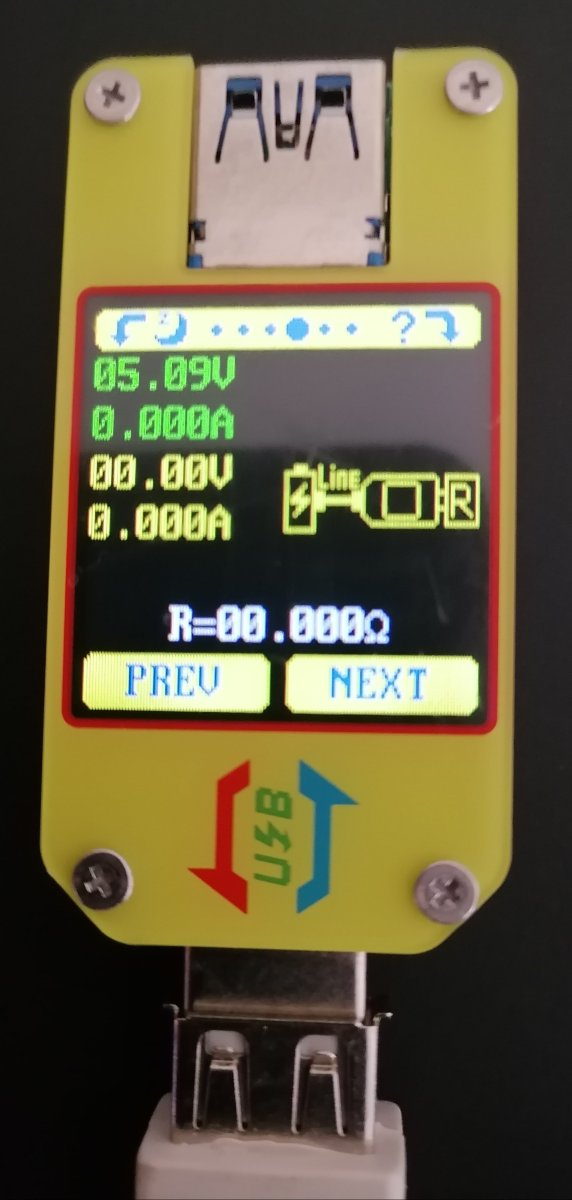 ?
05.09V
0.000A
00.00V
0.000A
Line
R
R=00.000Ω
PREV
NEXT
USB